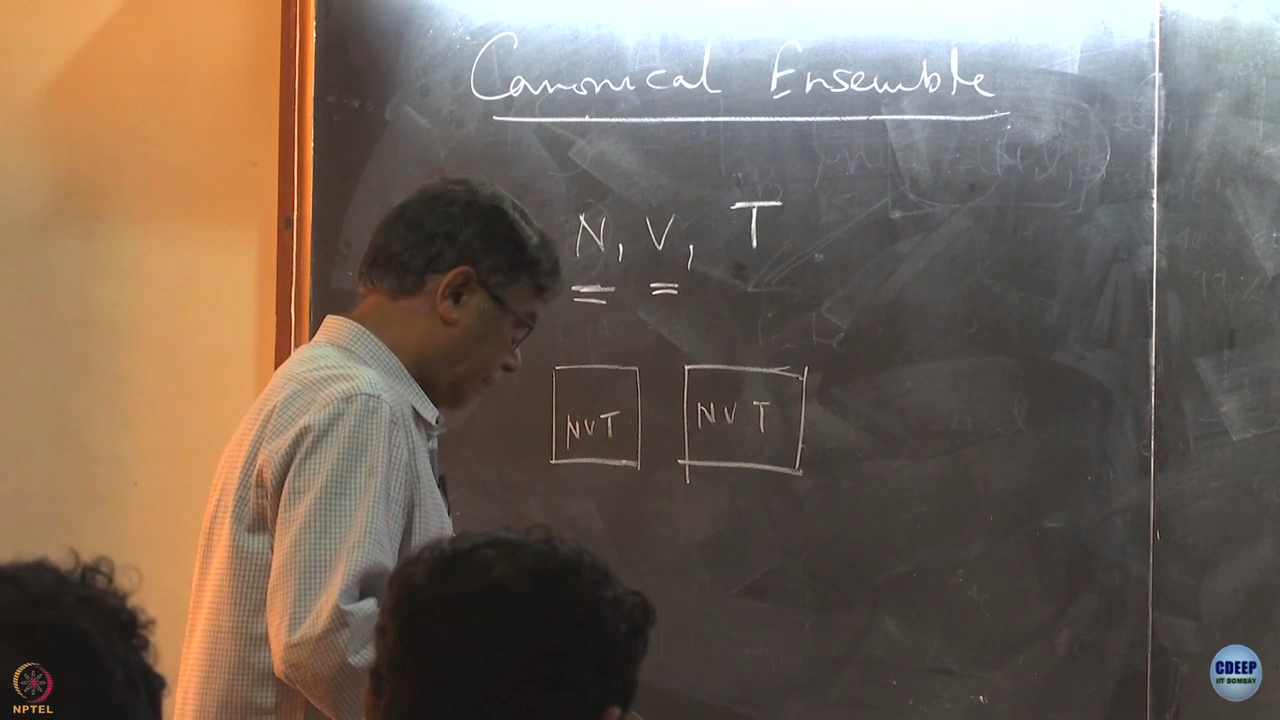 Canonical Ensemble
N, V, T
NVT NVT
NPTEL
CDEEP
IIT BOMBAY